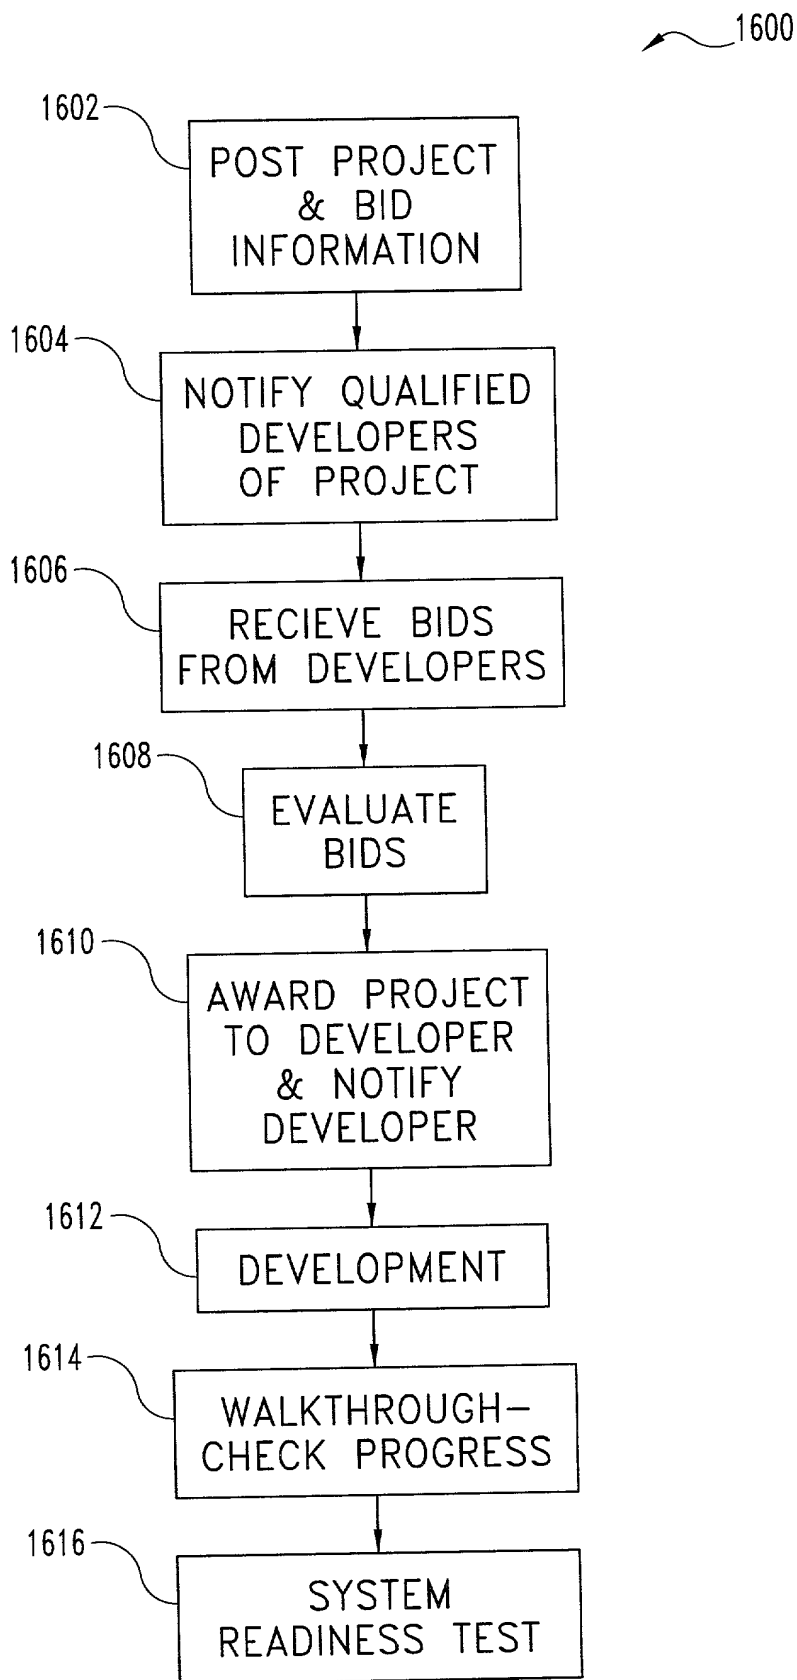 1600
1602
POST PROJECT
& BID
INFORMATION
1604
NOTIFY QUALIFIED
DEVELOPERS
OF PROJECT
1606
RECIEVE BIDS
FROM DEVELOPERS
1608
EVALUATE
BIDS
1610
AWARD PROJECT
TO DEVELOPER
& NOTIFY
DEVELOPER
1612
DEVELOPMENT
1614
WALKTHROUGH-
CHECK PROGRESS
1616
SYSTEM
READINESS TEST